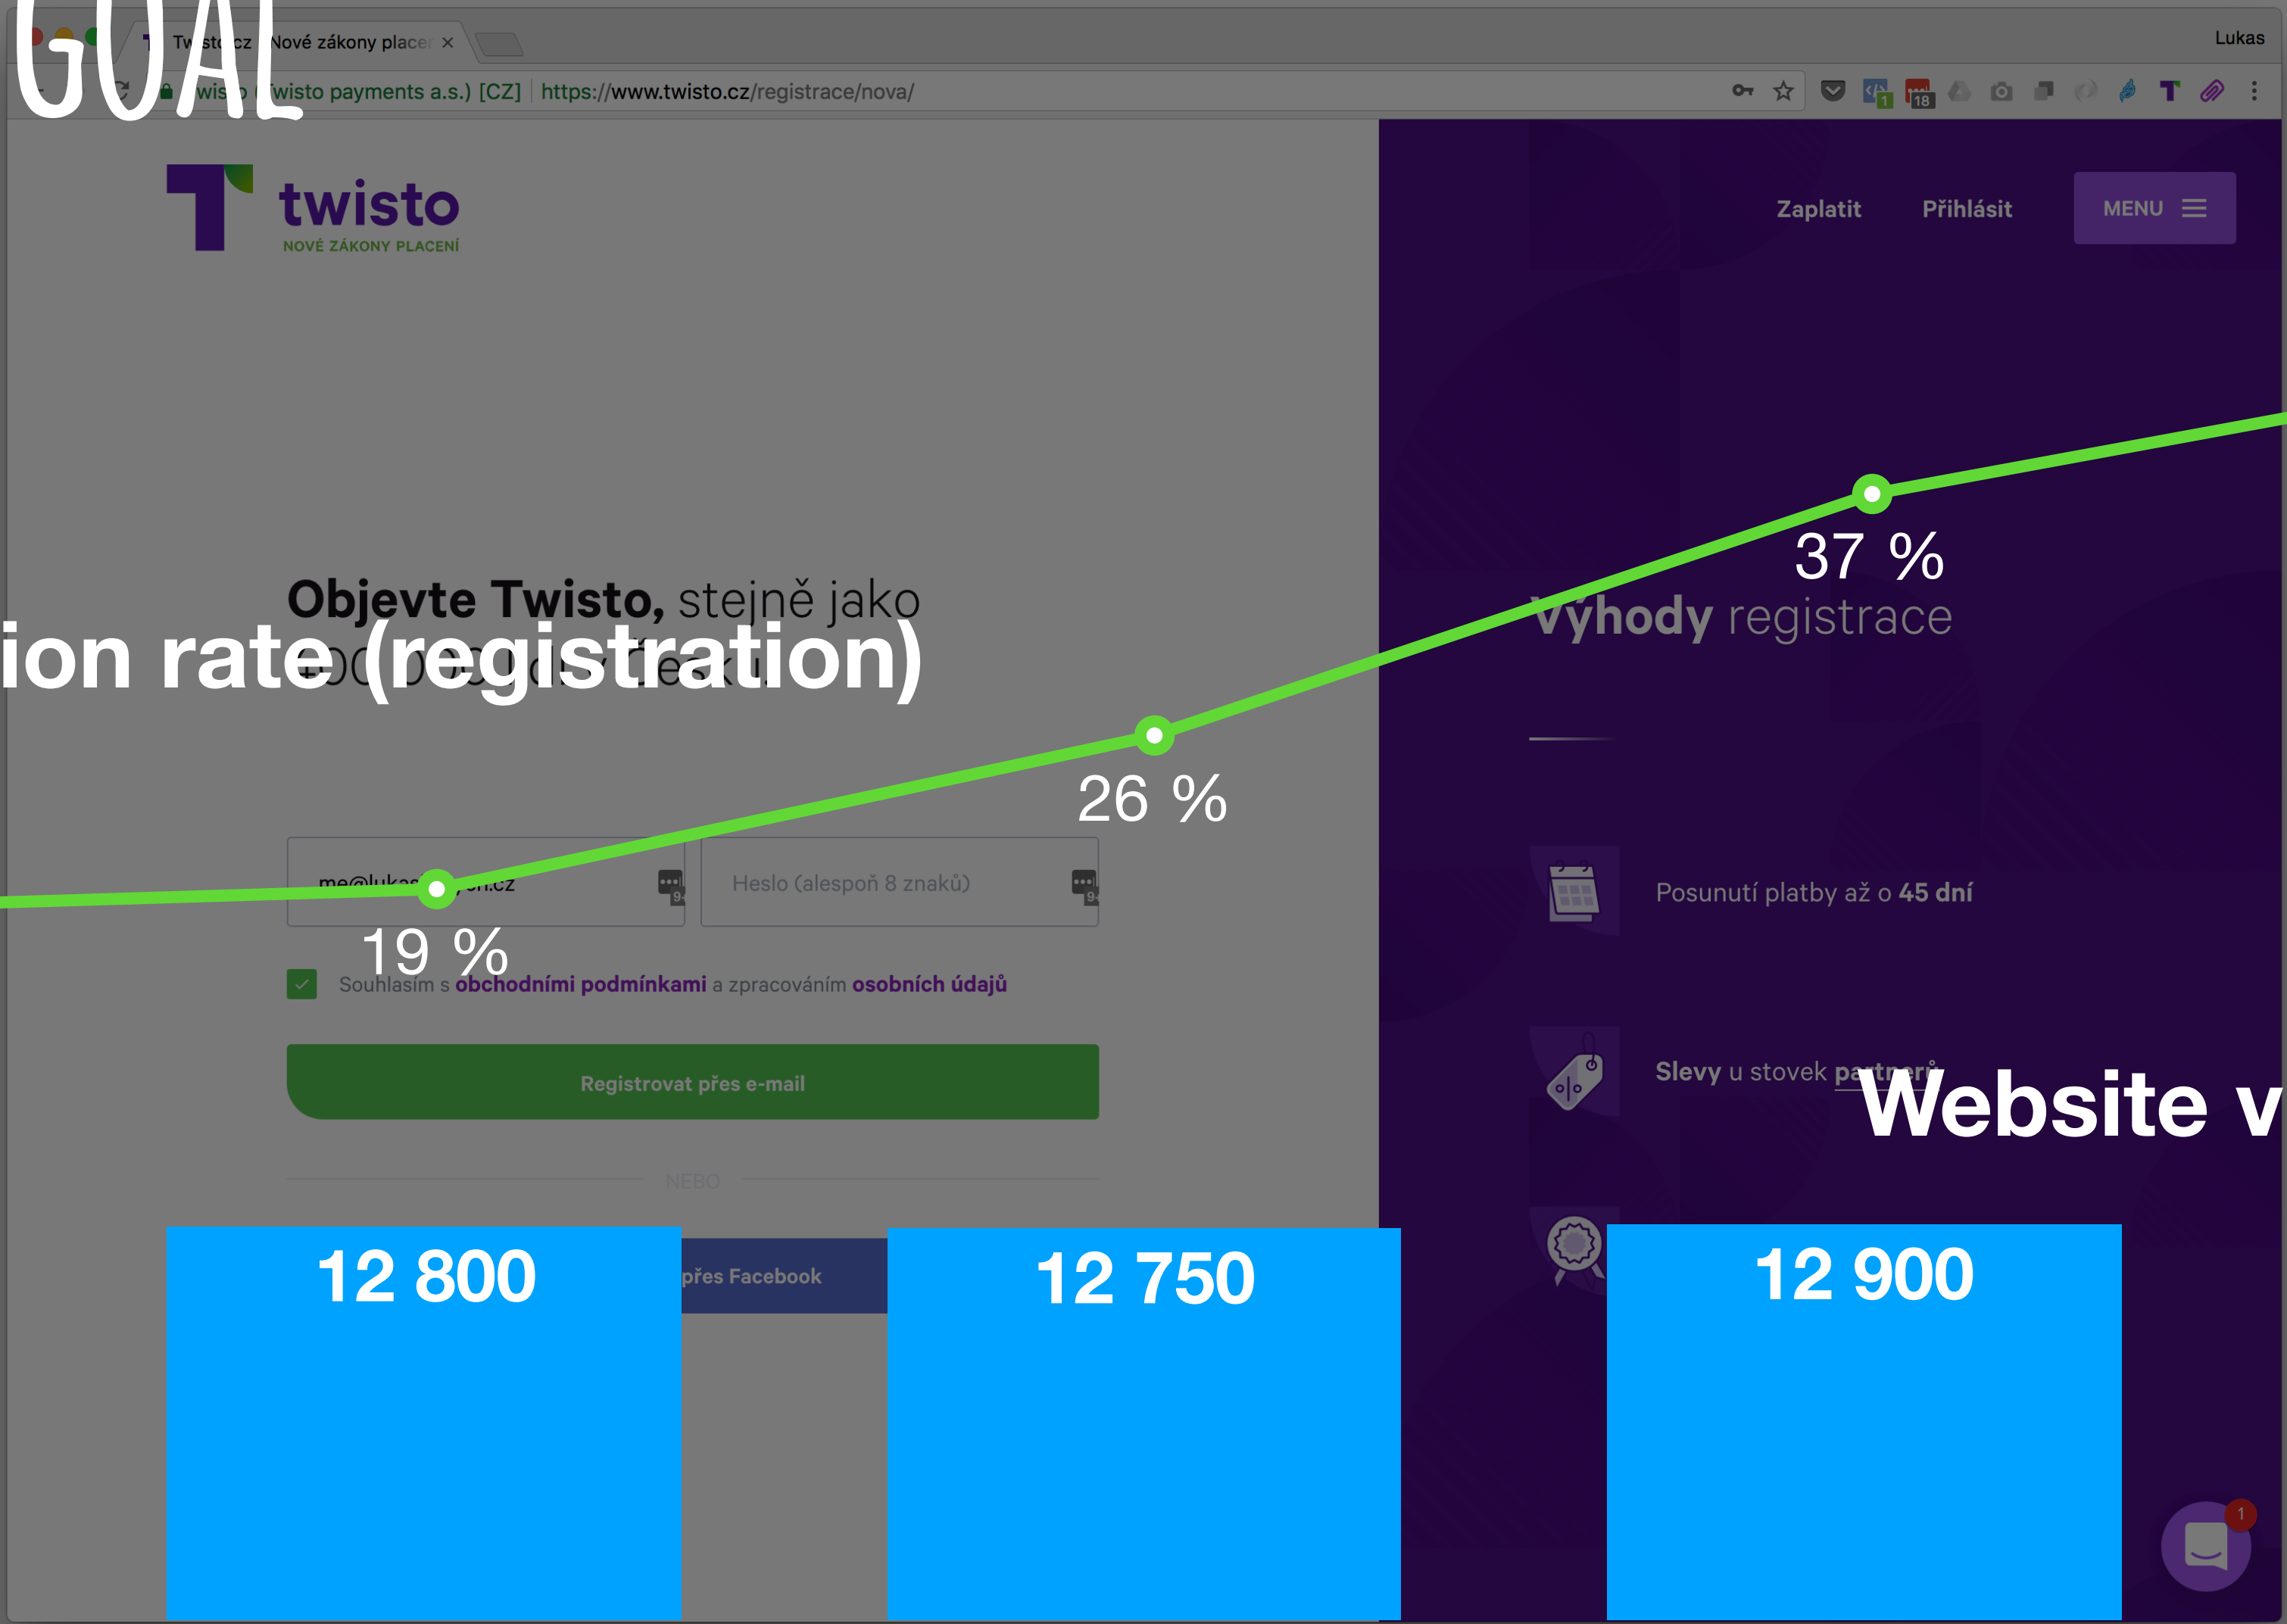 GOAL
Twisto.cz Nové zákony place
Lukas
Twisto payments a.s.) [CZ] https://www.twisto.cz/registrace/nova/
1
18
twisto
NOVÉ ZÁKONY PLACENÍ
Zaplatit Přihlásit MENU
37 %
Objevte Twisto, stejně jako
Výhody registrace
ion rate (registration)
26 %
Heslo (alespoň 8 znaků)
Posunutí platby až o 45 dní
19 %
Souhlasím s obchodními podmínkami a zpracováním osobních údajů
Registrovat přes e-mail
Slevy u stovek partnerů
Website v
NEBO
12 800
přes Facebook
12 750
12 900
1